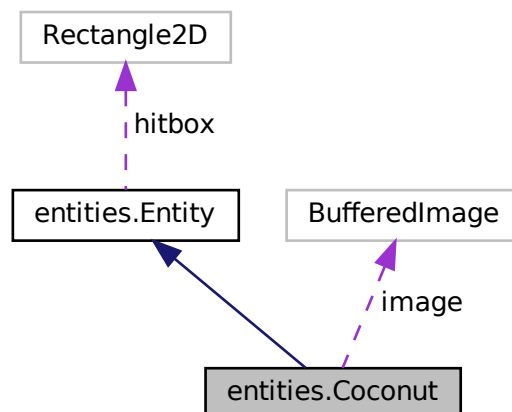 Rectangle2D
hitbox
entities.Entity
BufferedImage
image
entities.Coconut